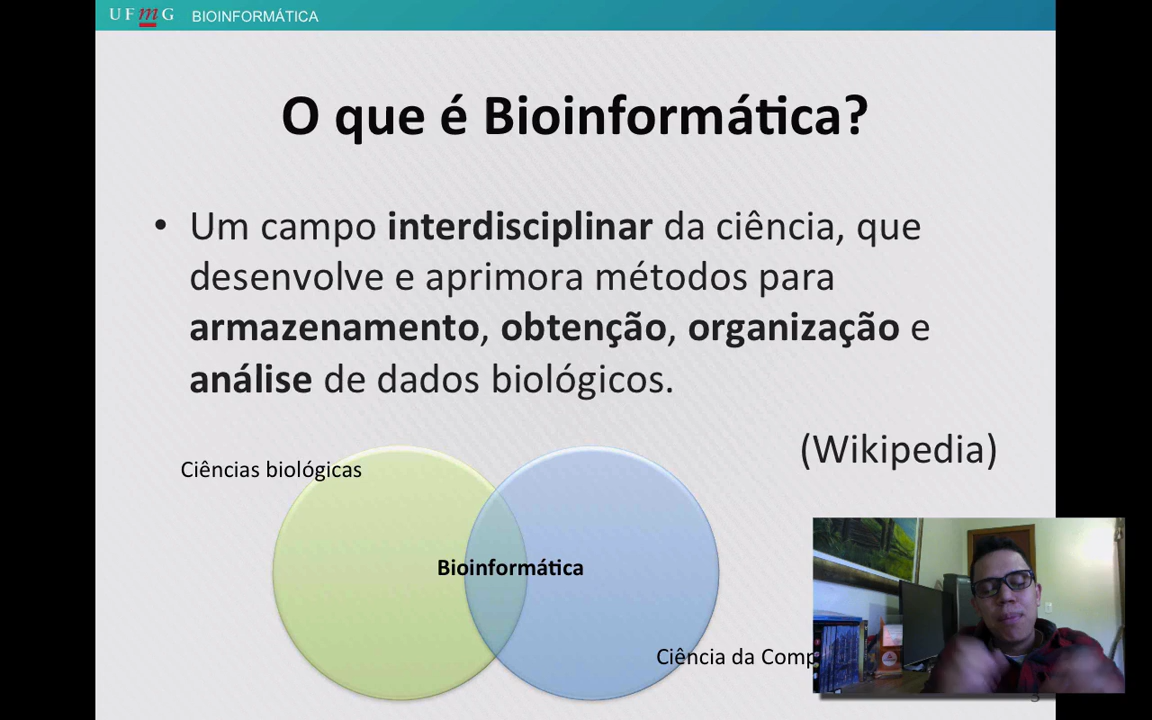 UFmG BIOINFORMÁTICA
O que é Bioinformática?
• Um campo interdisciplinar da ciência, que
desenvolve e aprimora métodos para
armazenamento, obtenção, organização e
análise de dados biológicos.
(Wikipedia)
Ciências biológicas
Bioinformática
Ciência da Comp